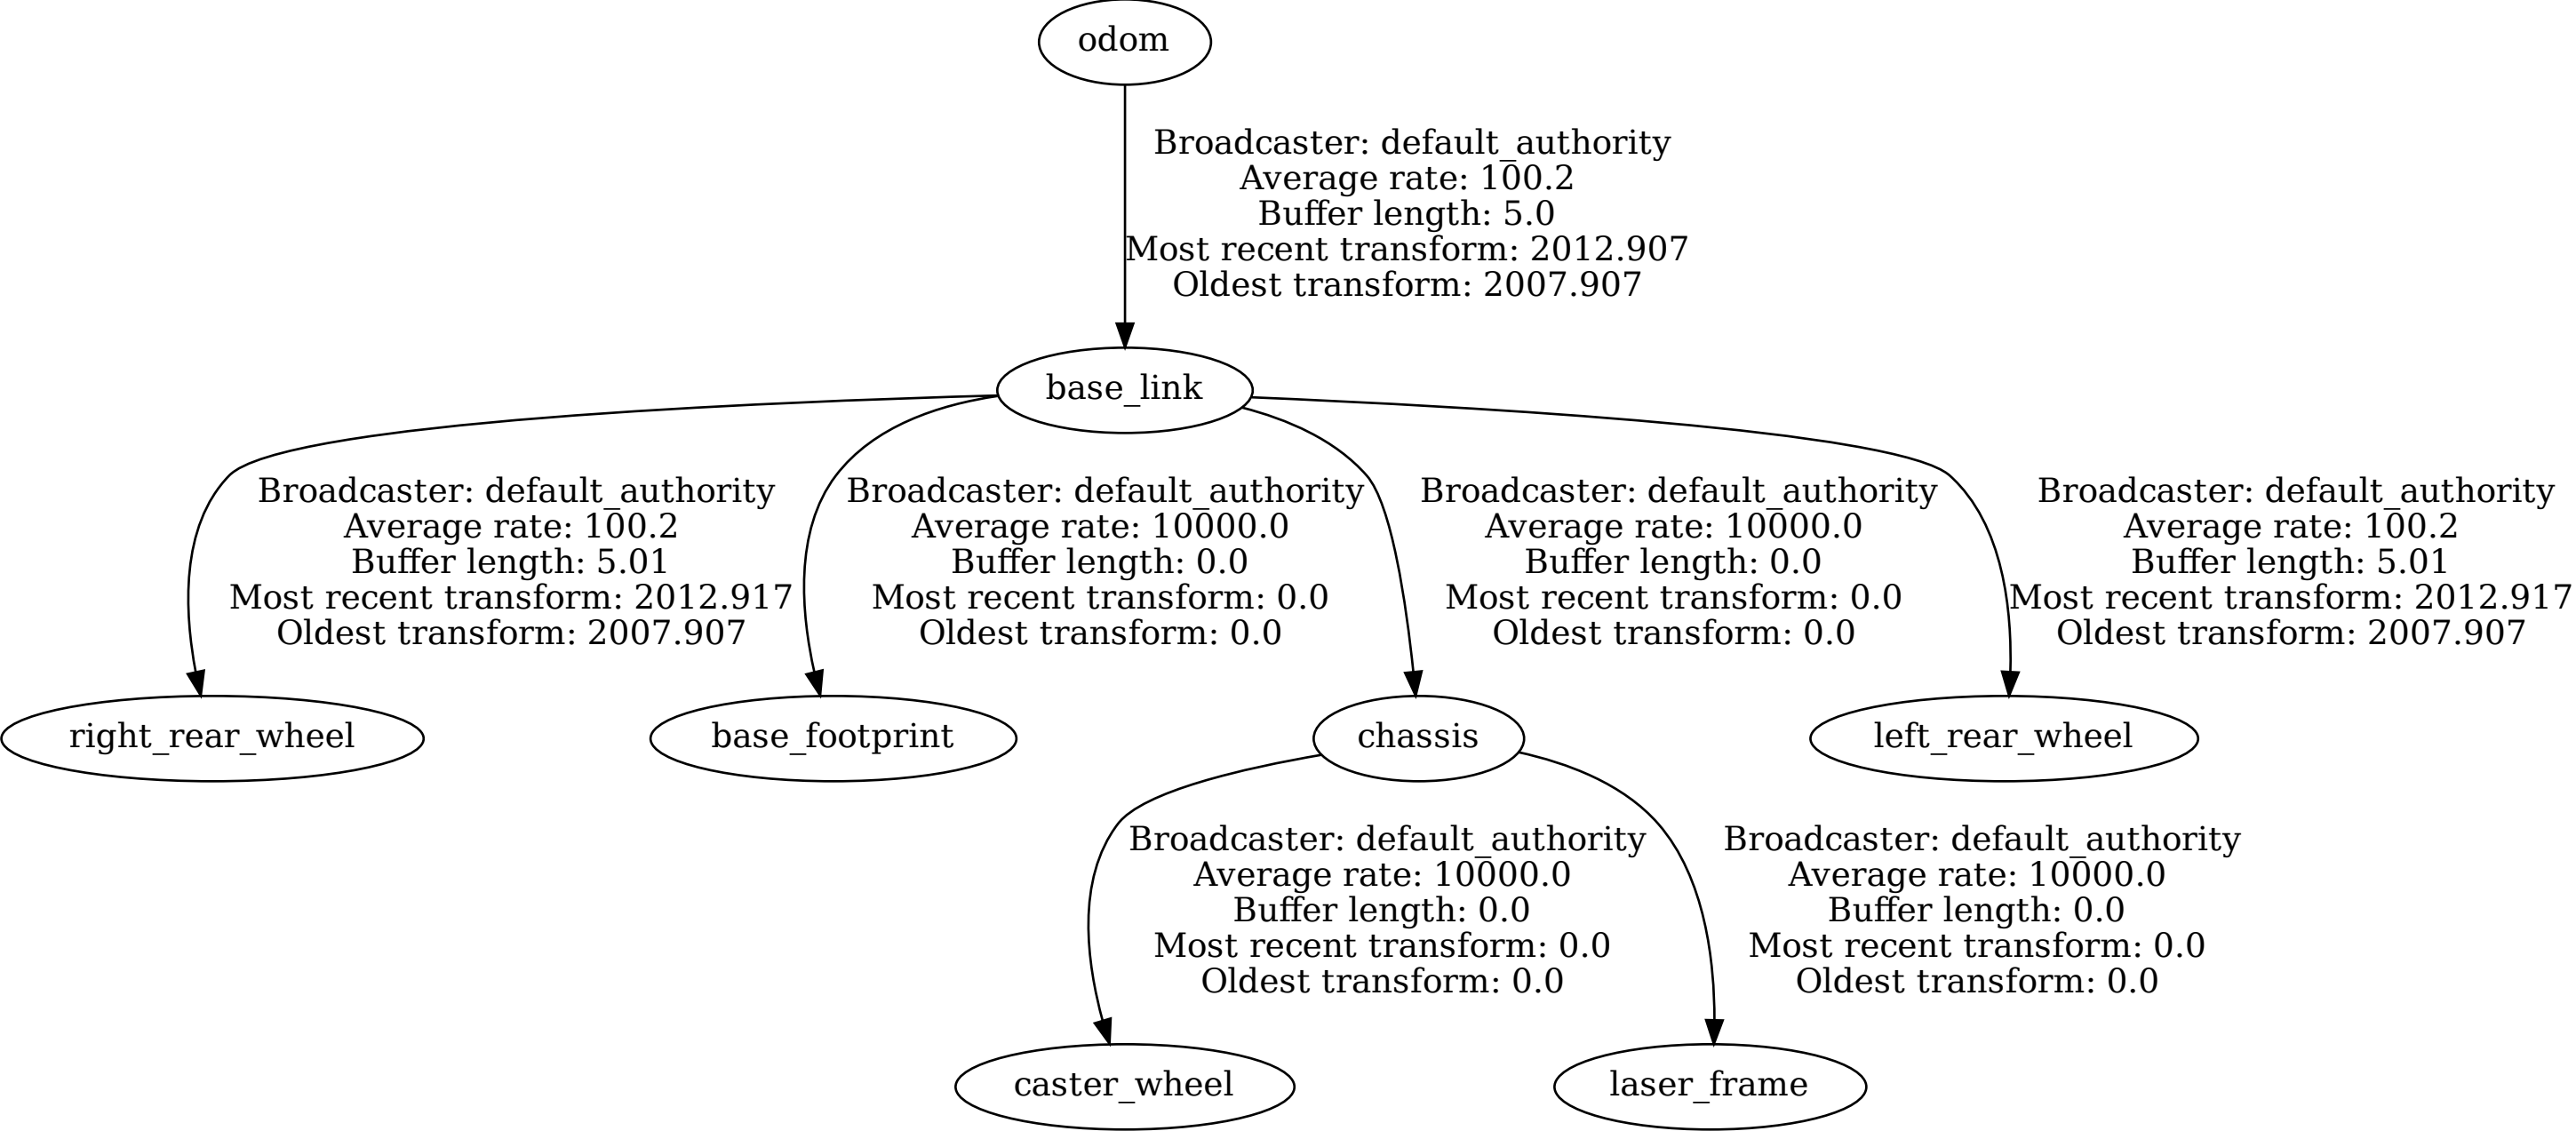 odom
Broadcaster: default_authority
Average rate: 100.2
Buffer length: 5.0
Most recent transform: 2012.907
Oldest transform: 2007.907
base_link
Broadcaster: default_authority
Average rate: 100.2
Buffer length: 5.01
Most recent transform: 2012.917
Oldest transform: 2007.907
Broadcaster: default_authority
Average rate: 10000.0
Buffer length: 0.0
Most recent transform: 0.0
Oldest transform: 0.0
Broadcaster: default_authority
Average rate: 10000.0
Buffer length: 0.0
Most recent transform: 0.0
Oldest transform: 0.0
Broadcaster: default_authority
Average rate: 100.2
Buffer length: 5.01
Most recent transform: 2012.917
Oldest transform: 2007.907
right_rear_wheel
base_footprint
chassis
left_rear_wheel
Broadcaster: default_authority
Average rate: 10000.0
Buffer length: 0.0
Most recent transform: 0.0
Oldest transform: 0.0
Broadcaster: default_authority
Average rate: 10000.0
Buffer length: 0.0
Most recent transform: 0.0
Oldest transform: 0.0
caster_wheel
laser_frame